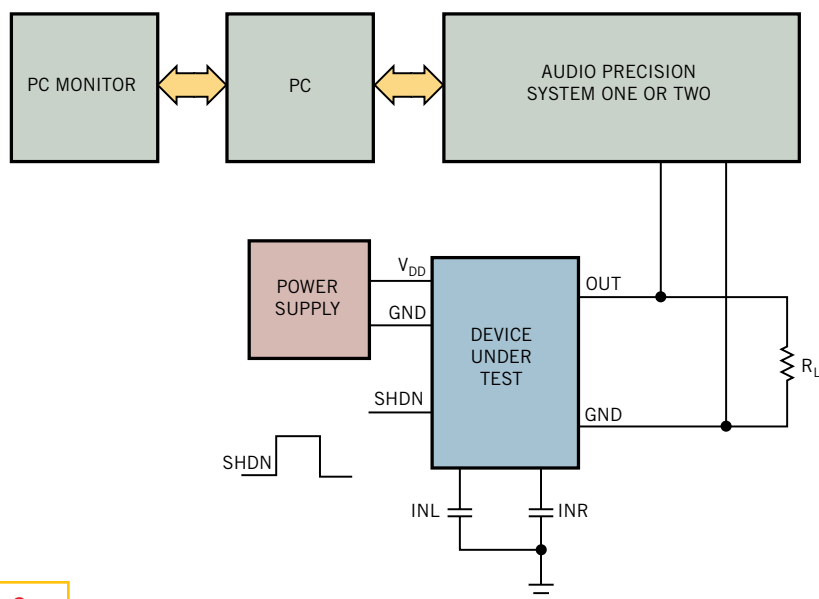 PC MONITOR
PC
AUDIO PRECISION
SYSTEM ONE OR TWO
POWER
SUPPLY
VDD
GND
DEVICE
UNDER
TEST
OUT
RL
SHDN
GND
SHDN
INL
INR